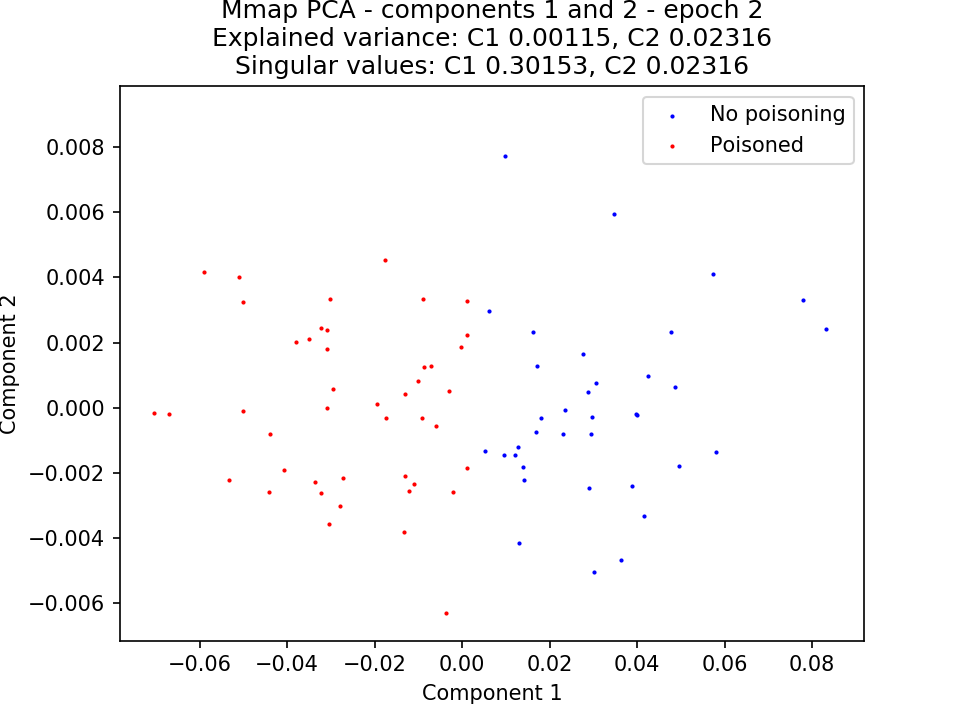 Mmap PCA - components 1 and 2 - epoch 2
Explained variance: C1 0.00115, C2 0.02316
Singular values: C1 0.30153, C2 0.02316
No poisoning
Poisoned
0.008
0.006
0.004
0.002
0.000
−0.002
−0.004
−0.006
Component 2
−0.06
−0.04
−0.02
0.00
0.02
0.04
0.06
0.08
Component 1